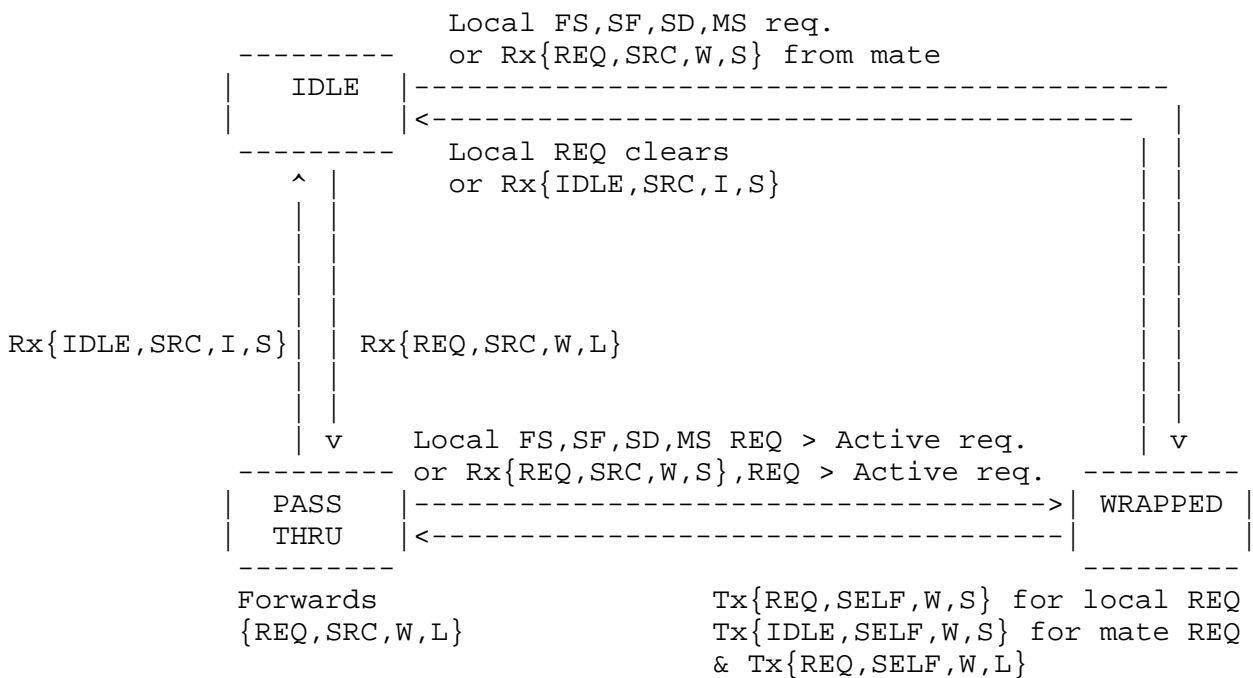 Local FS,SF,SD,MS req.
or Rx{REQ,SRC,W,S} from mate
IDLE
Local REQ clears
or Rx{IDLE,SRC,I,S}
Rx{IDLE,SRC,I,S} Rx{REQ,SRC,W,L}
v v
Local FS,SF,SD,MS REQ > Active req.
or Rx{REQ,SRC,W,S},REQ > Active req.
PASS WRAPPED
THRU
Forwards Tx{REQ,SELF,W,S} for local REQ
{REQ,SRC,W,L} Tx{IDLE,SELF,W,S} for mate REQ
& Tx{REQ,SELF,W,L}